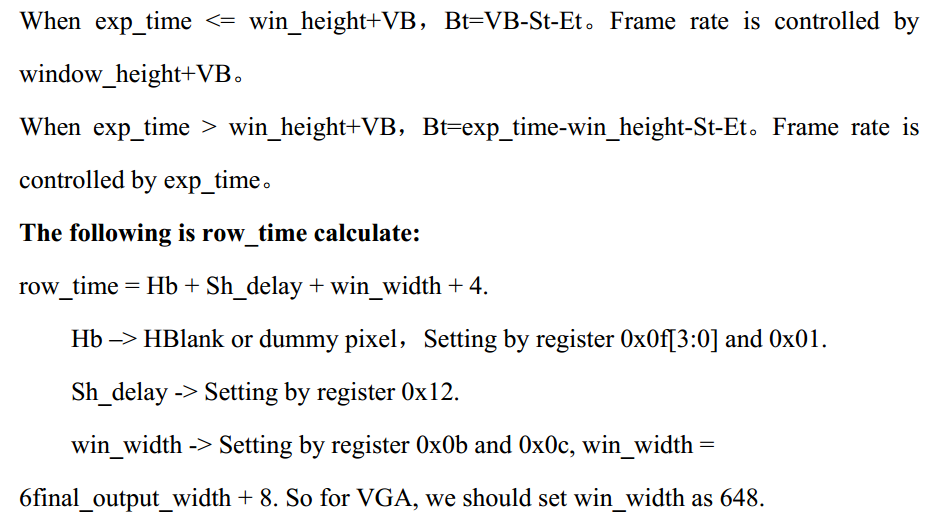 When exp_time <= win_height+VB，Bt=VB-St-Et。Frame rate is controlled by
window_height+VB。
When exp_time > win_height+VB，Bt=exp_time-win_height-St-Et。Frame rate is
controlled by exp_time。
The following is row_time calculate:
row_time = Hb + Sh_delay + win_width + 4.
Hb –> HBlank or dummy pixel，Setting by register 0x0f[3:0] and 0x01.
Sh_delay -> Setting by register 0x12.
win_width -> Setting by register 0x0b and 0x0c, win_width =
6final_output_width + 8. So for VGA, we should set win_width as 648.